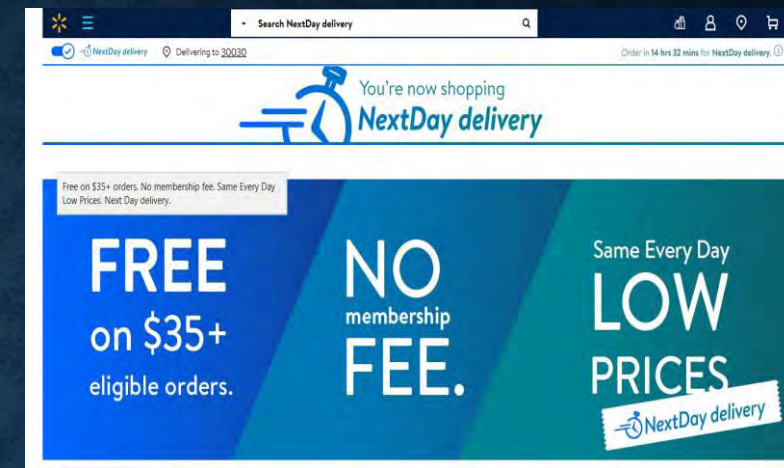 Search NextDay delivery
NextDay delivery
Delivering to 30030
Order in 14 hrs 32 mins for NextDay delivery.
You're now shopping
NextDay delivery
Free on $35+ orders. No membership fee. Same Every Day
Low Prices. Next Day delivery.
FREE
on $35+
eligible orders.
NO
membership
FEE.
Same Every Day
LOW
PRICES
NextDay delivery